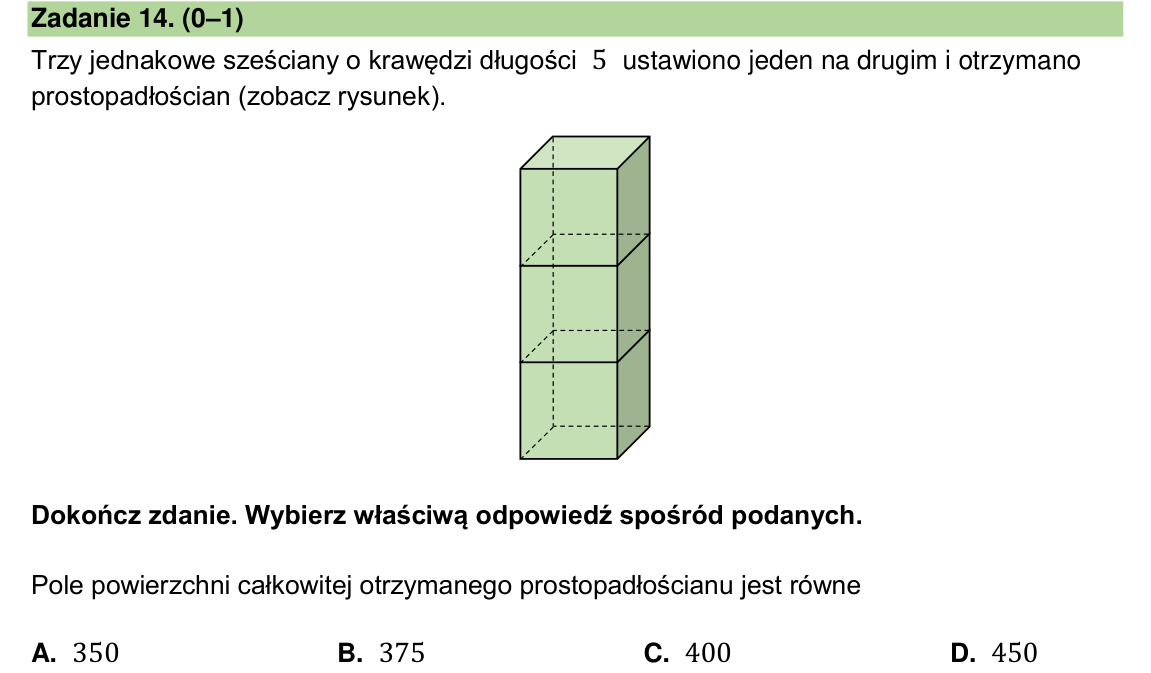 Zadanie 14. (0–1)
Trzy jednakowe sześciany o krawędzi długości 5 ustawiono jeden na drugim i otrzymano
prostopadłościan (zobacz rysunek).
Dokończ zdanie. Wybierz właściwą odpowiedź spośród podanych.
Pole powierzchni całkowitej otrzymanego prostopadłościanu jest równe
A. 350 B. 375 C. 400 D. 450